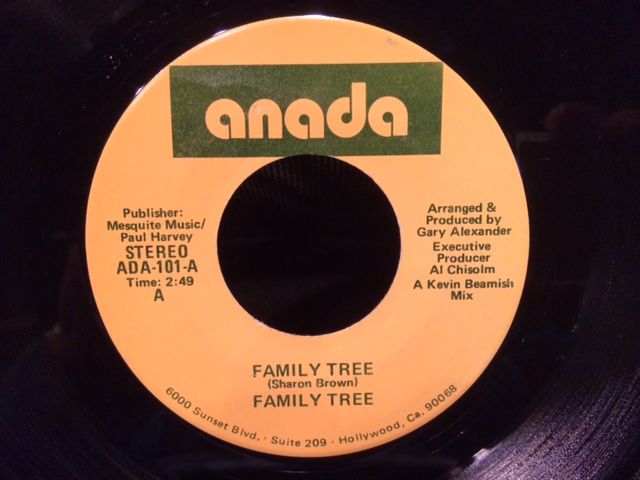 anada
Publisher:
Mesquite Music/
Paul Harvey
STEREO
ADA-101-A
Time: 2:49
A
Arranged &
Produced by
Gary Alexander
Executive
Producer
Al Chisolm
A Kevin Beamish
Mix
FAMILY TREE
(Sharon Brown)
FAMILY TREE
6000 Sunset Blvd. · Suite 209 · Hollywood, Ca. 90068